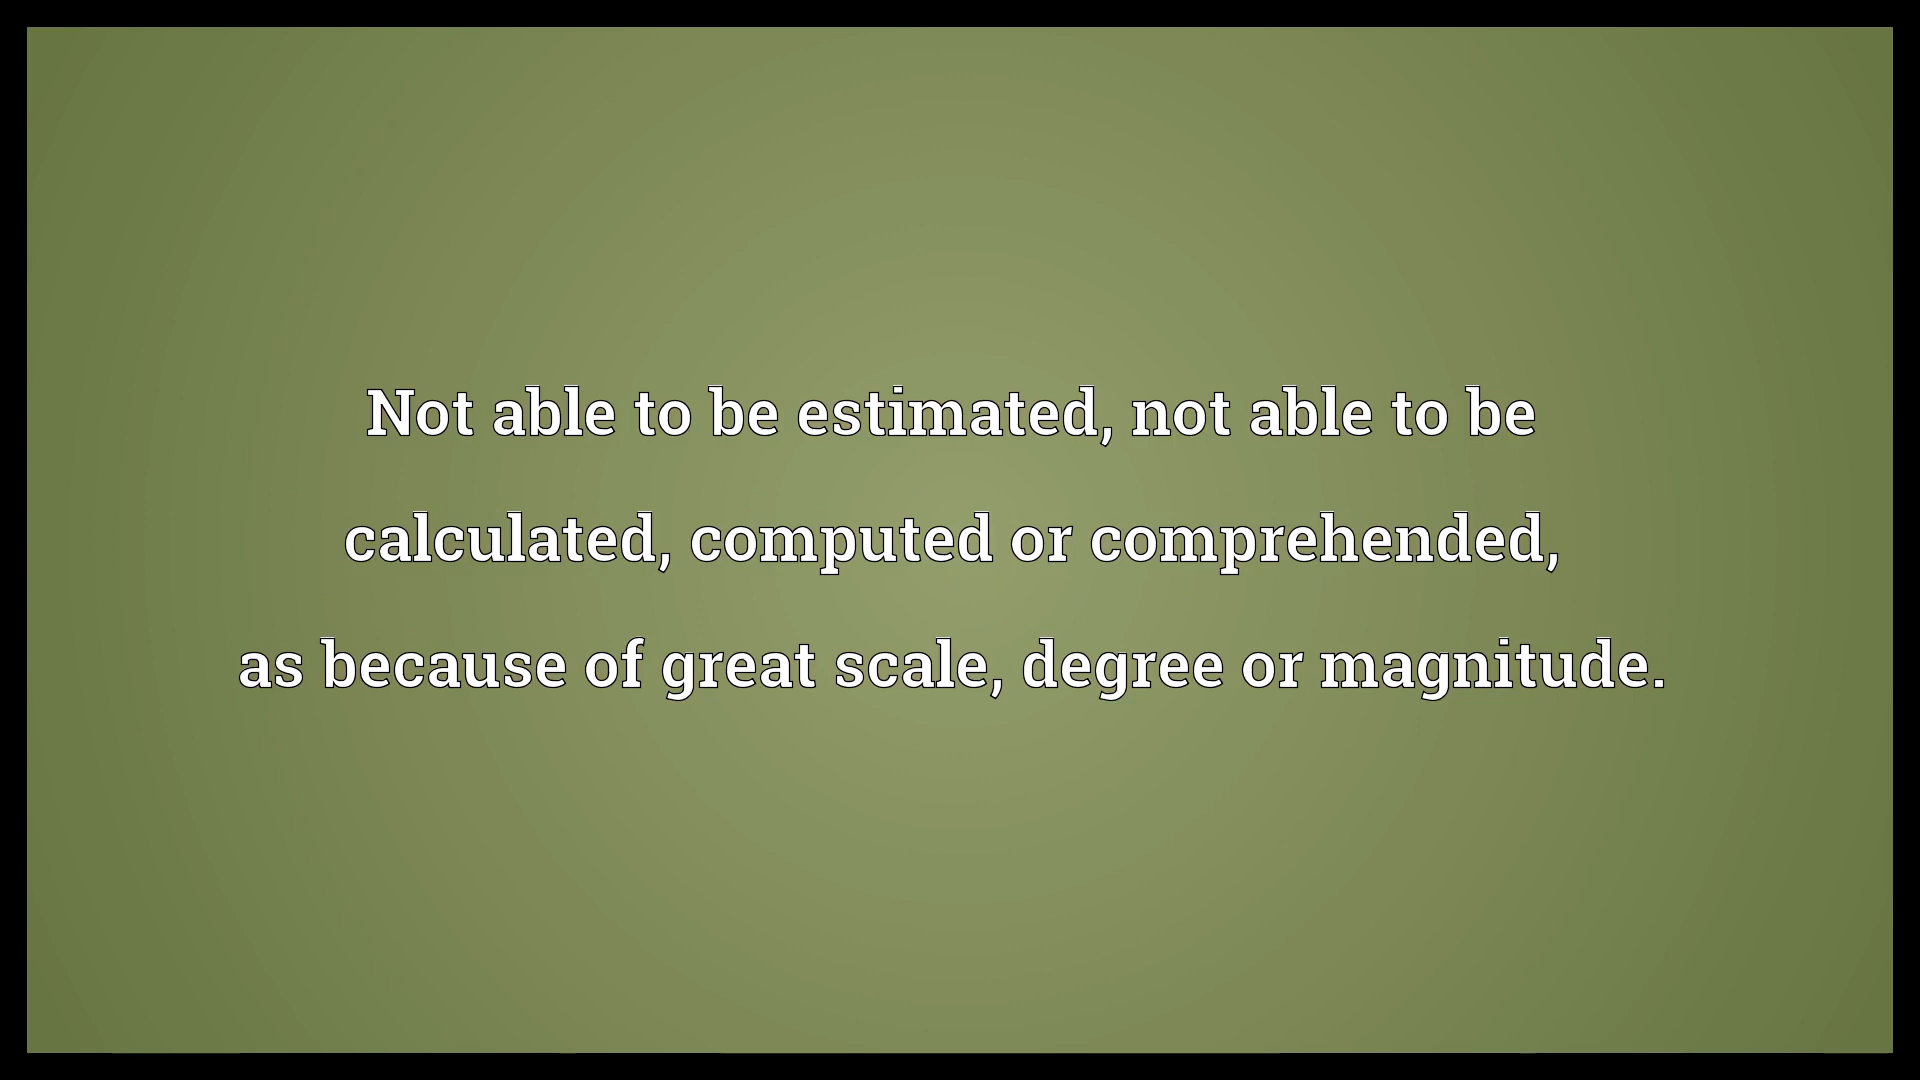 Not able to be estimated, not able to be
calculated, computed or comprehended,
as because of great scale, degree or magnitude.